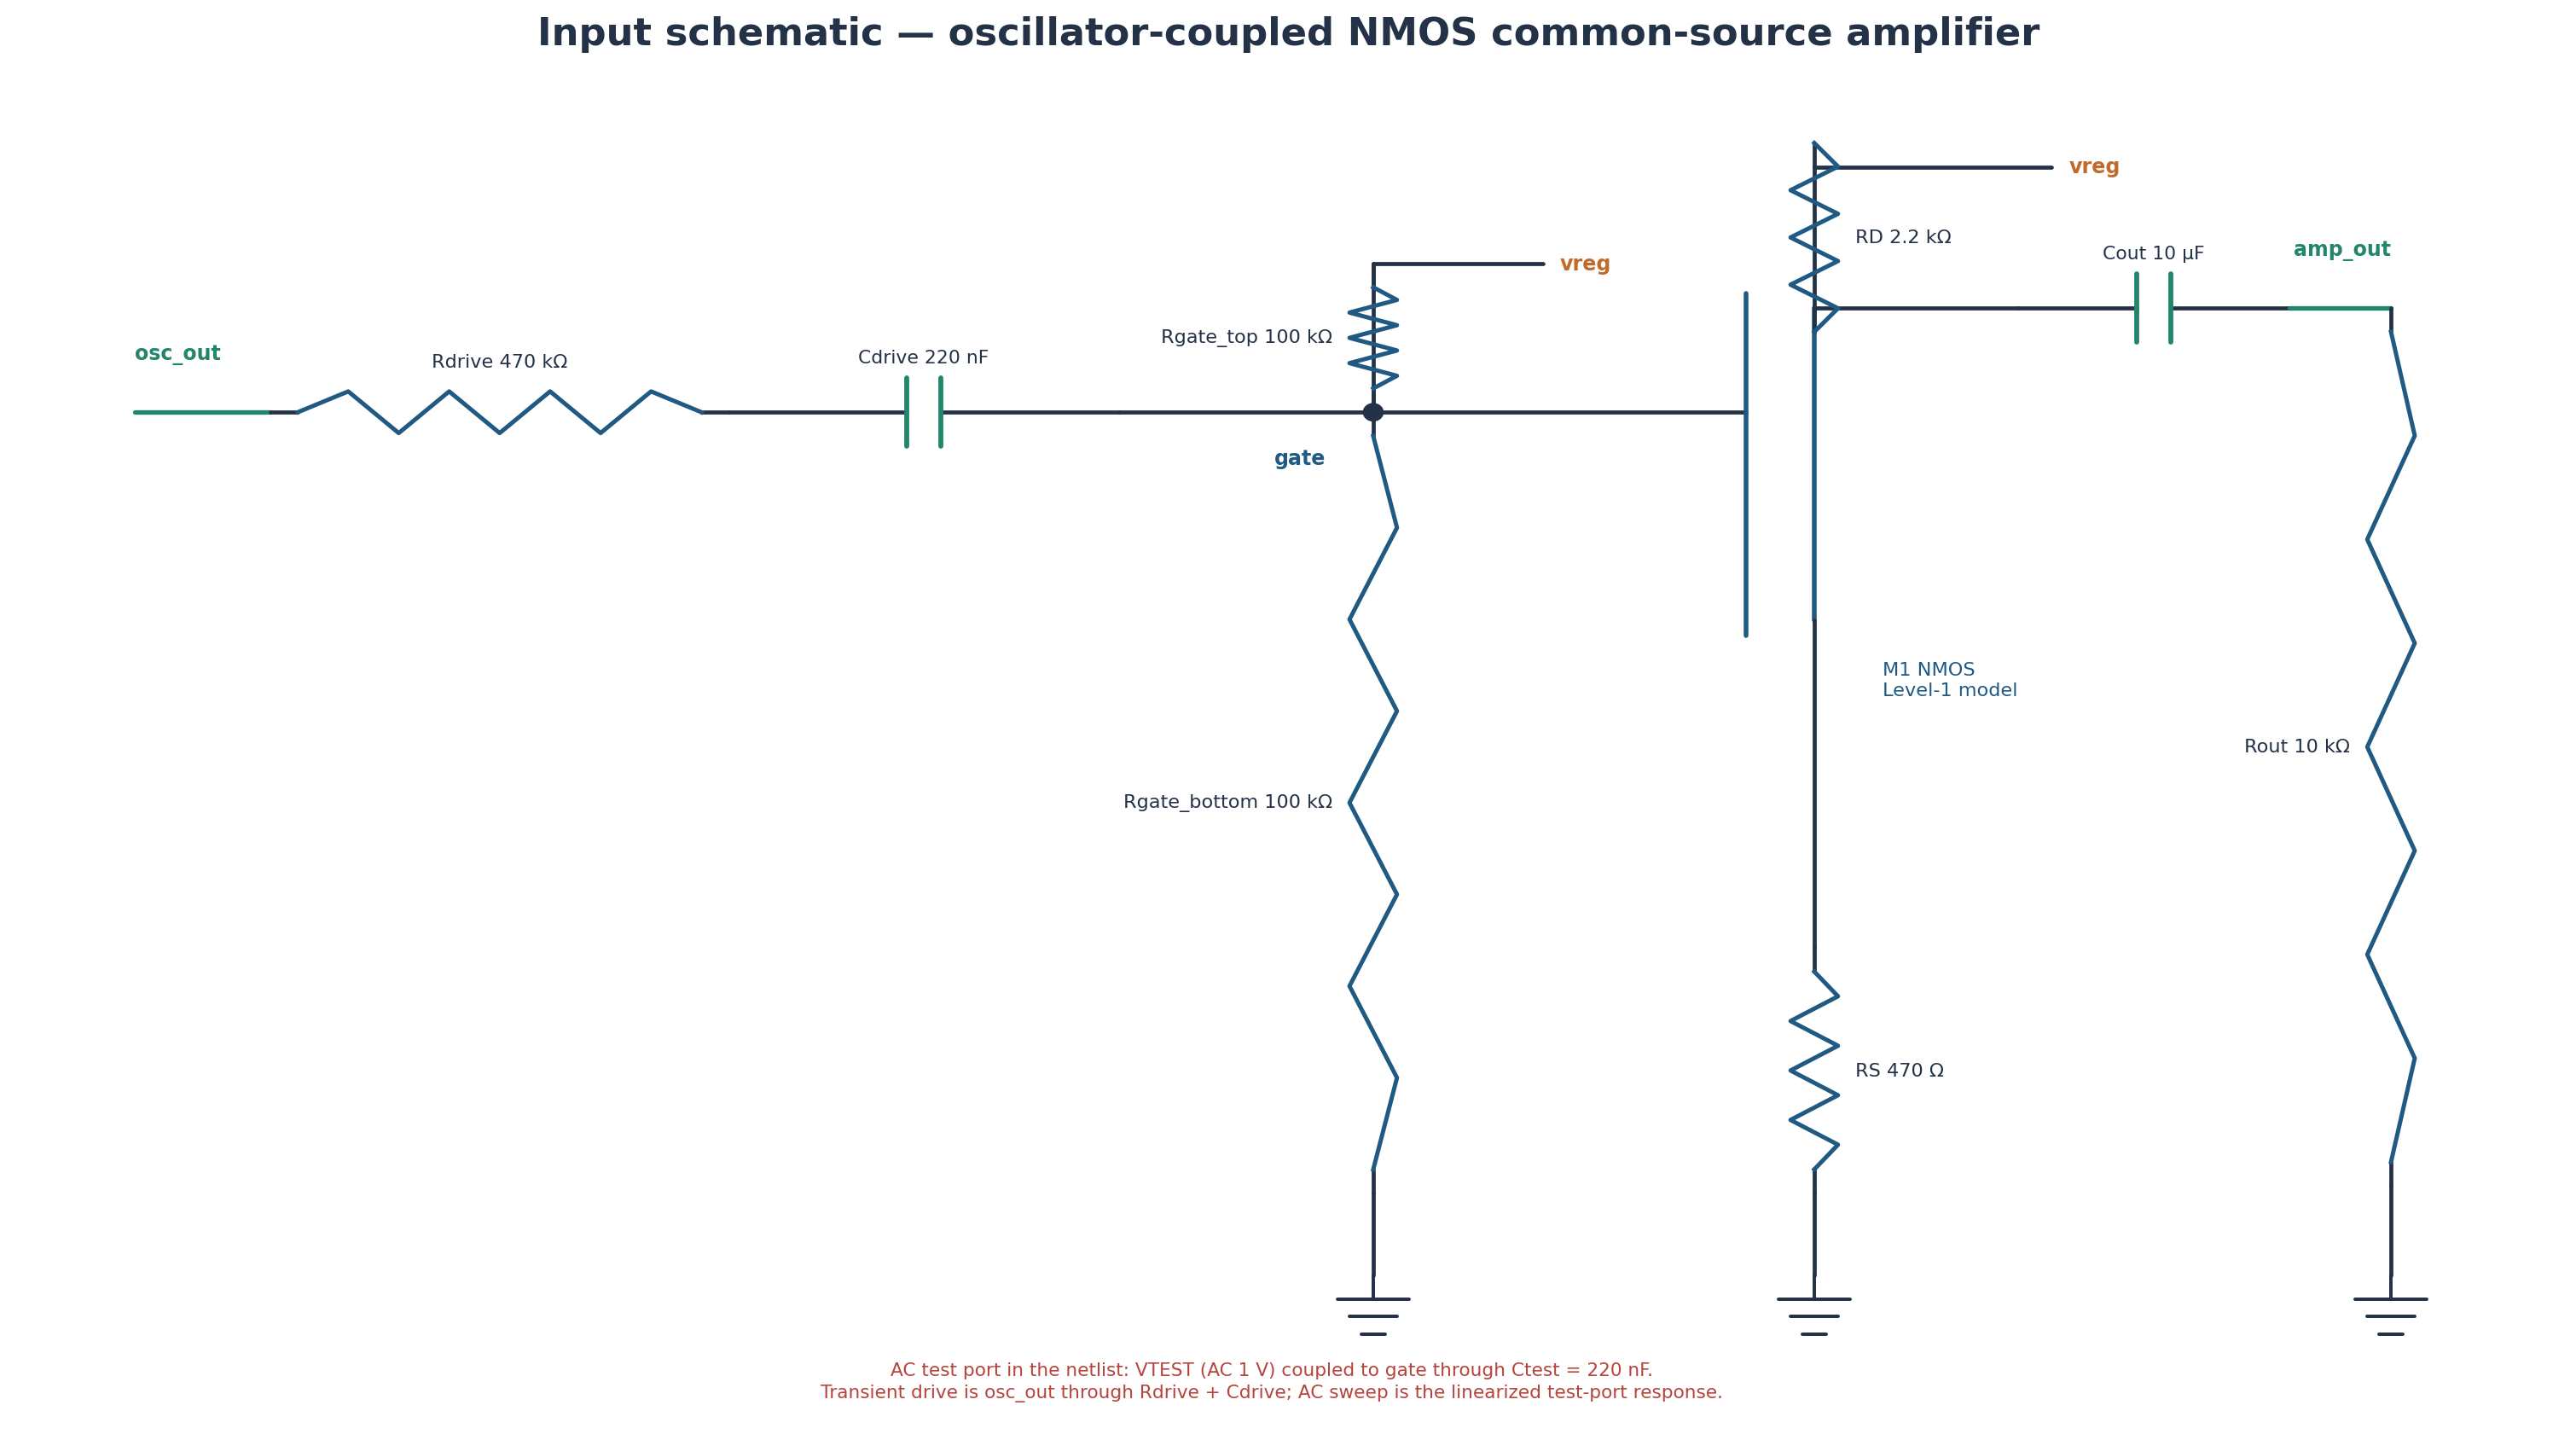 Input schematic — oscillator-coupled NMOS common-source amplifier
vreg
RD 2.2 kΩ
Cout 10 µF
amp_out
vreg
Rgate_top 100 kΩ
osc_out
Rdrive 470 kΩ
Cdrive 220 nF
gate
M1 NMOS
Level-1 model
Rout 10 kΩ
Rgate_bottom 100 kΩ
RS 470 Ω
AC test port in the netlist: VTEST (AC 1 V) coupled to gate through Ctest = 220 nF.
Transient drive is osc_out through Rdrive + Cdrive; AC sweep is the linearized test-port response.